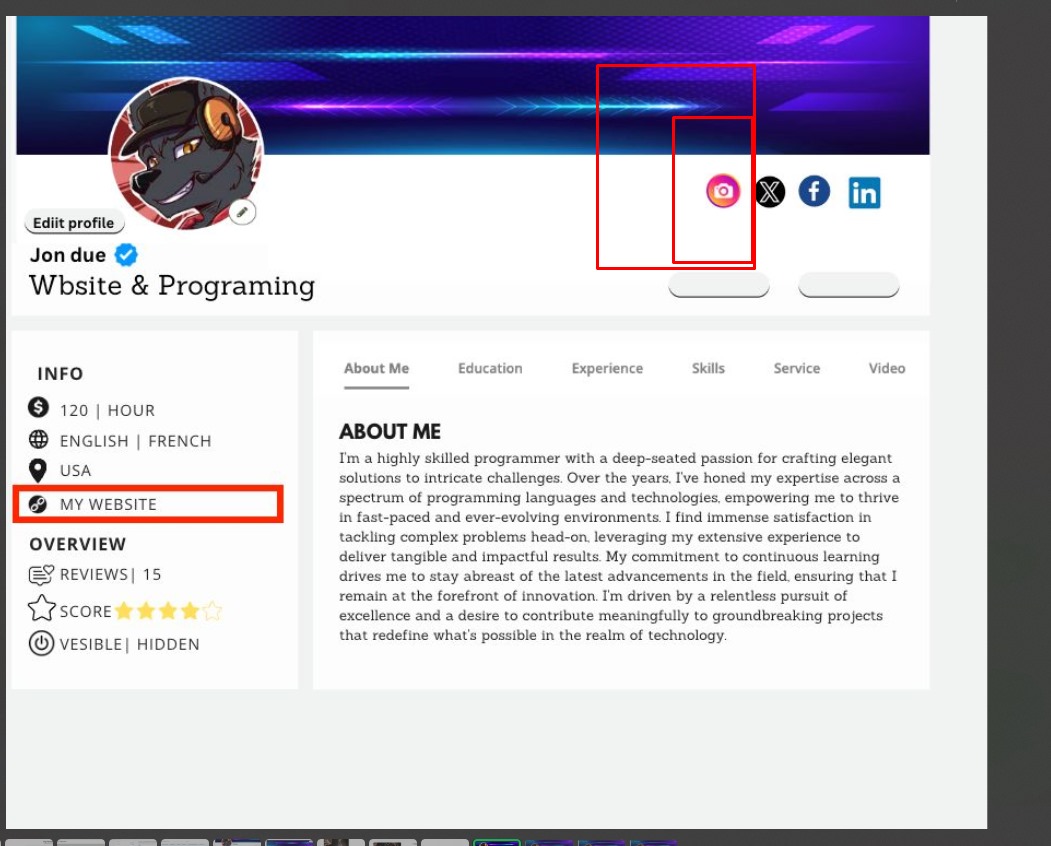 Ediit profile
Jon due
Wbsite & Programing
INFO
120 | HOUR
ENGLISH | FRENCH
USA
MY WEBSITE
OVERVIEW
REVIEWS| 15
SCORE
VESIBLE| HIDDEN
About Me Education Experience Skills Service Video
ABOUT ME
I'm a highly skilled programmer with a deep-seated passion for crafting elegant
solutions to intricate challenges. Over the years, I've honed my expertise across a
spectrum of programming languages and technologies, empowering me to thrive
in fast-paced and ever-evolving environments. I find immense satisfaction in
tackling complex problems head-on, leveraging my extensive experience to
deliver tangible and impactful results. My commitment to continuous learning
drives me to stay abreast of the latest advancements in the field, ensuring that I
remain at the forefront of innovation. I'm driven by a relentless pursuit of
excellence and a desire to contribute meaningfully to groundbreaking projects
that redefine what's possible in the realm of technology.